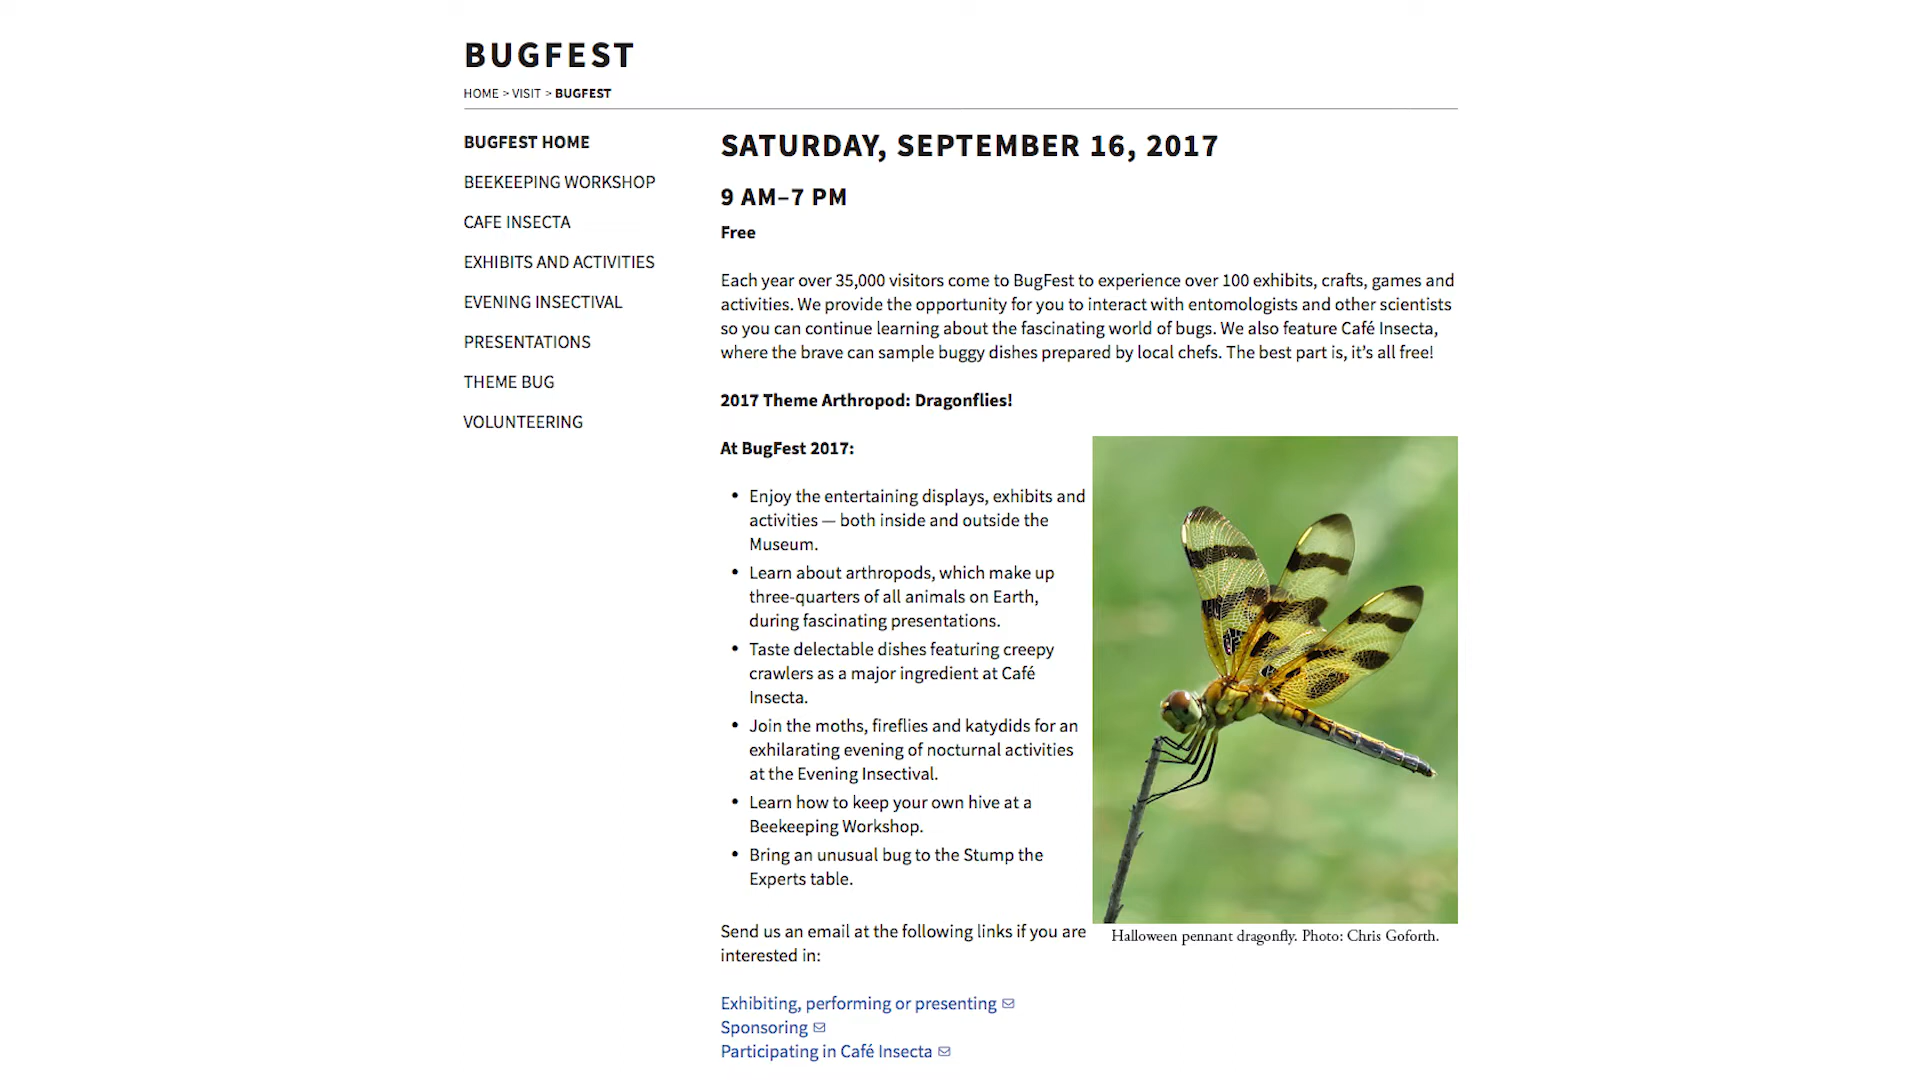 BUGFEST
HOME > VISIT > BUGFEST
BUGFEST HOME
BEEKEEPING WORKSHOP
CAFE INSECTA
EXHIBITS AND ACTIVITIES
EVENING INSECTIVAL
PRESENTATIONS
THEME BUG
VOLUNTEERING
SATURDAY, SEPTEMBER 16, 2017
9 AM–7 PM
Free
Each year over 35,000 visitors come to BugFest to experience over 100 exhibits, crafts, games and
activities. We provide the opportunity for you to interact with entomologists and other scientists
so you can continue learning about the fascinating world of bugs. We also feature Café Insecta,
where the brave can sample buggy dishes prepared by local chefs. The best part is, it’s all free!
2017 Theme Arthropod: Dragonflies!
At BugFest 2017:
• Enjoy the entertaining displays, exhibits and
activities — both inside and outside the
Museum.
• Learn about arthropods, which make up
three-quarters of all animals on Earth,
during fascinating presentations.
• Taste delectable dishes featuring creepy
crawlers as a major ingredient at Café
Insecta.
• Join the moths, fireflies and katydids for an
exhilarating evening of nocturnal activities
at the Evening Insectival.
• Learn how to keep your own hive at a
Beekeeping Workshop.
• Bring an unusual bug to the Stump the
Experts table.
Halloween pennant dragonfly. Photo: Chris Goforth.
Send us an email at the following links if you are
interested in:
Exhibiting, performing or presenting
Sponsoring
Participating in Café Insecta